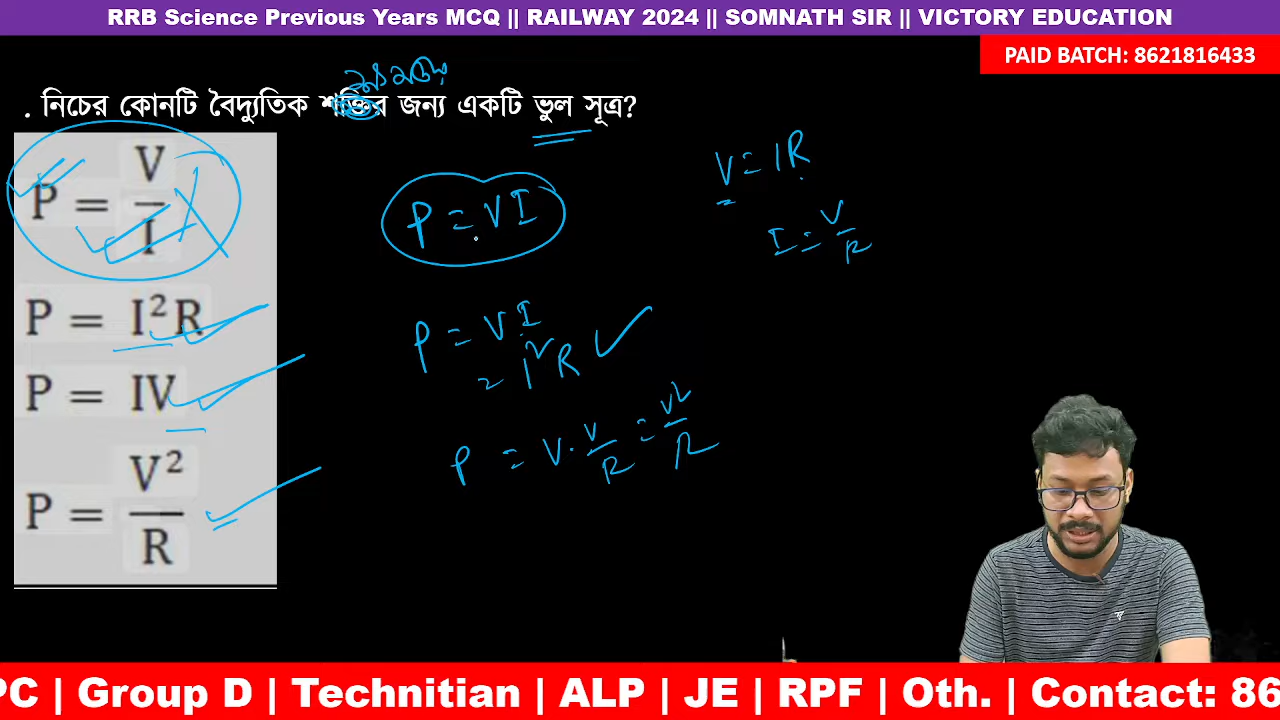 RRB Science Previous Years MCQ || RAILWAY 2024 || SOMNATH SIR || VICTORY EDUCATION
PAID BATCH: 8621816433
. নিচের কোনটি বৈদ্যুতিক শক্তির জন্য একটি ভুল সূত্র?
P = V/I
P = I²R
P = IV
P = V²/R
P = VI
P = VI
= I²R
P = V · V/R = V²/R
V = IR
I = V/R
PC | Group D | Technitian | ALP | JE | RPF | Oth. | Contact: 86